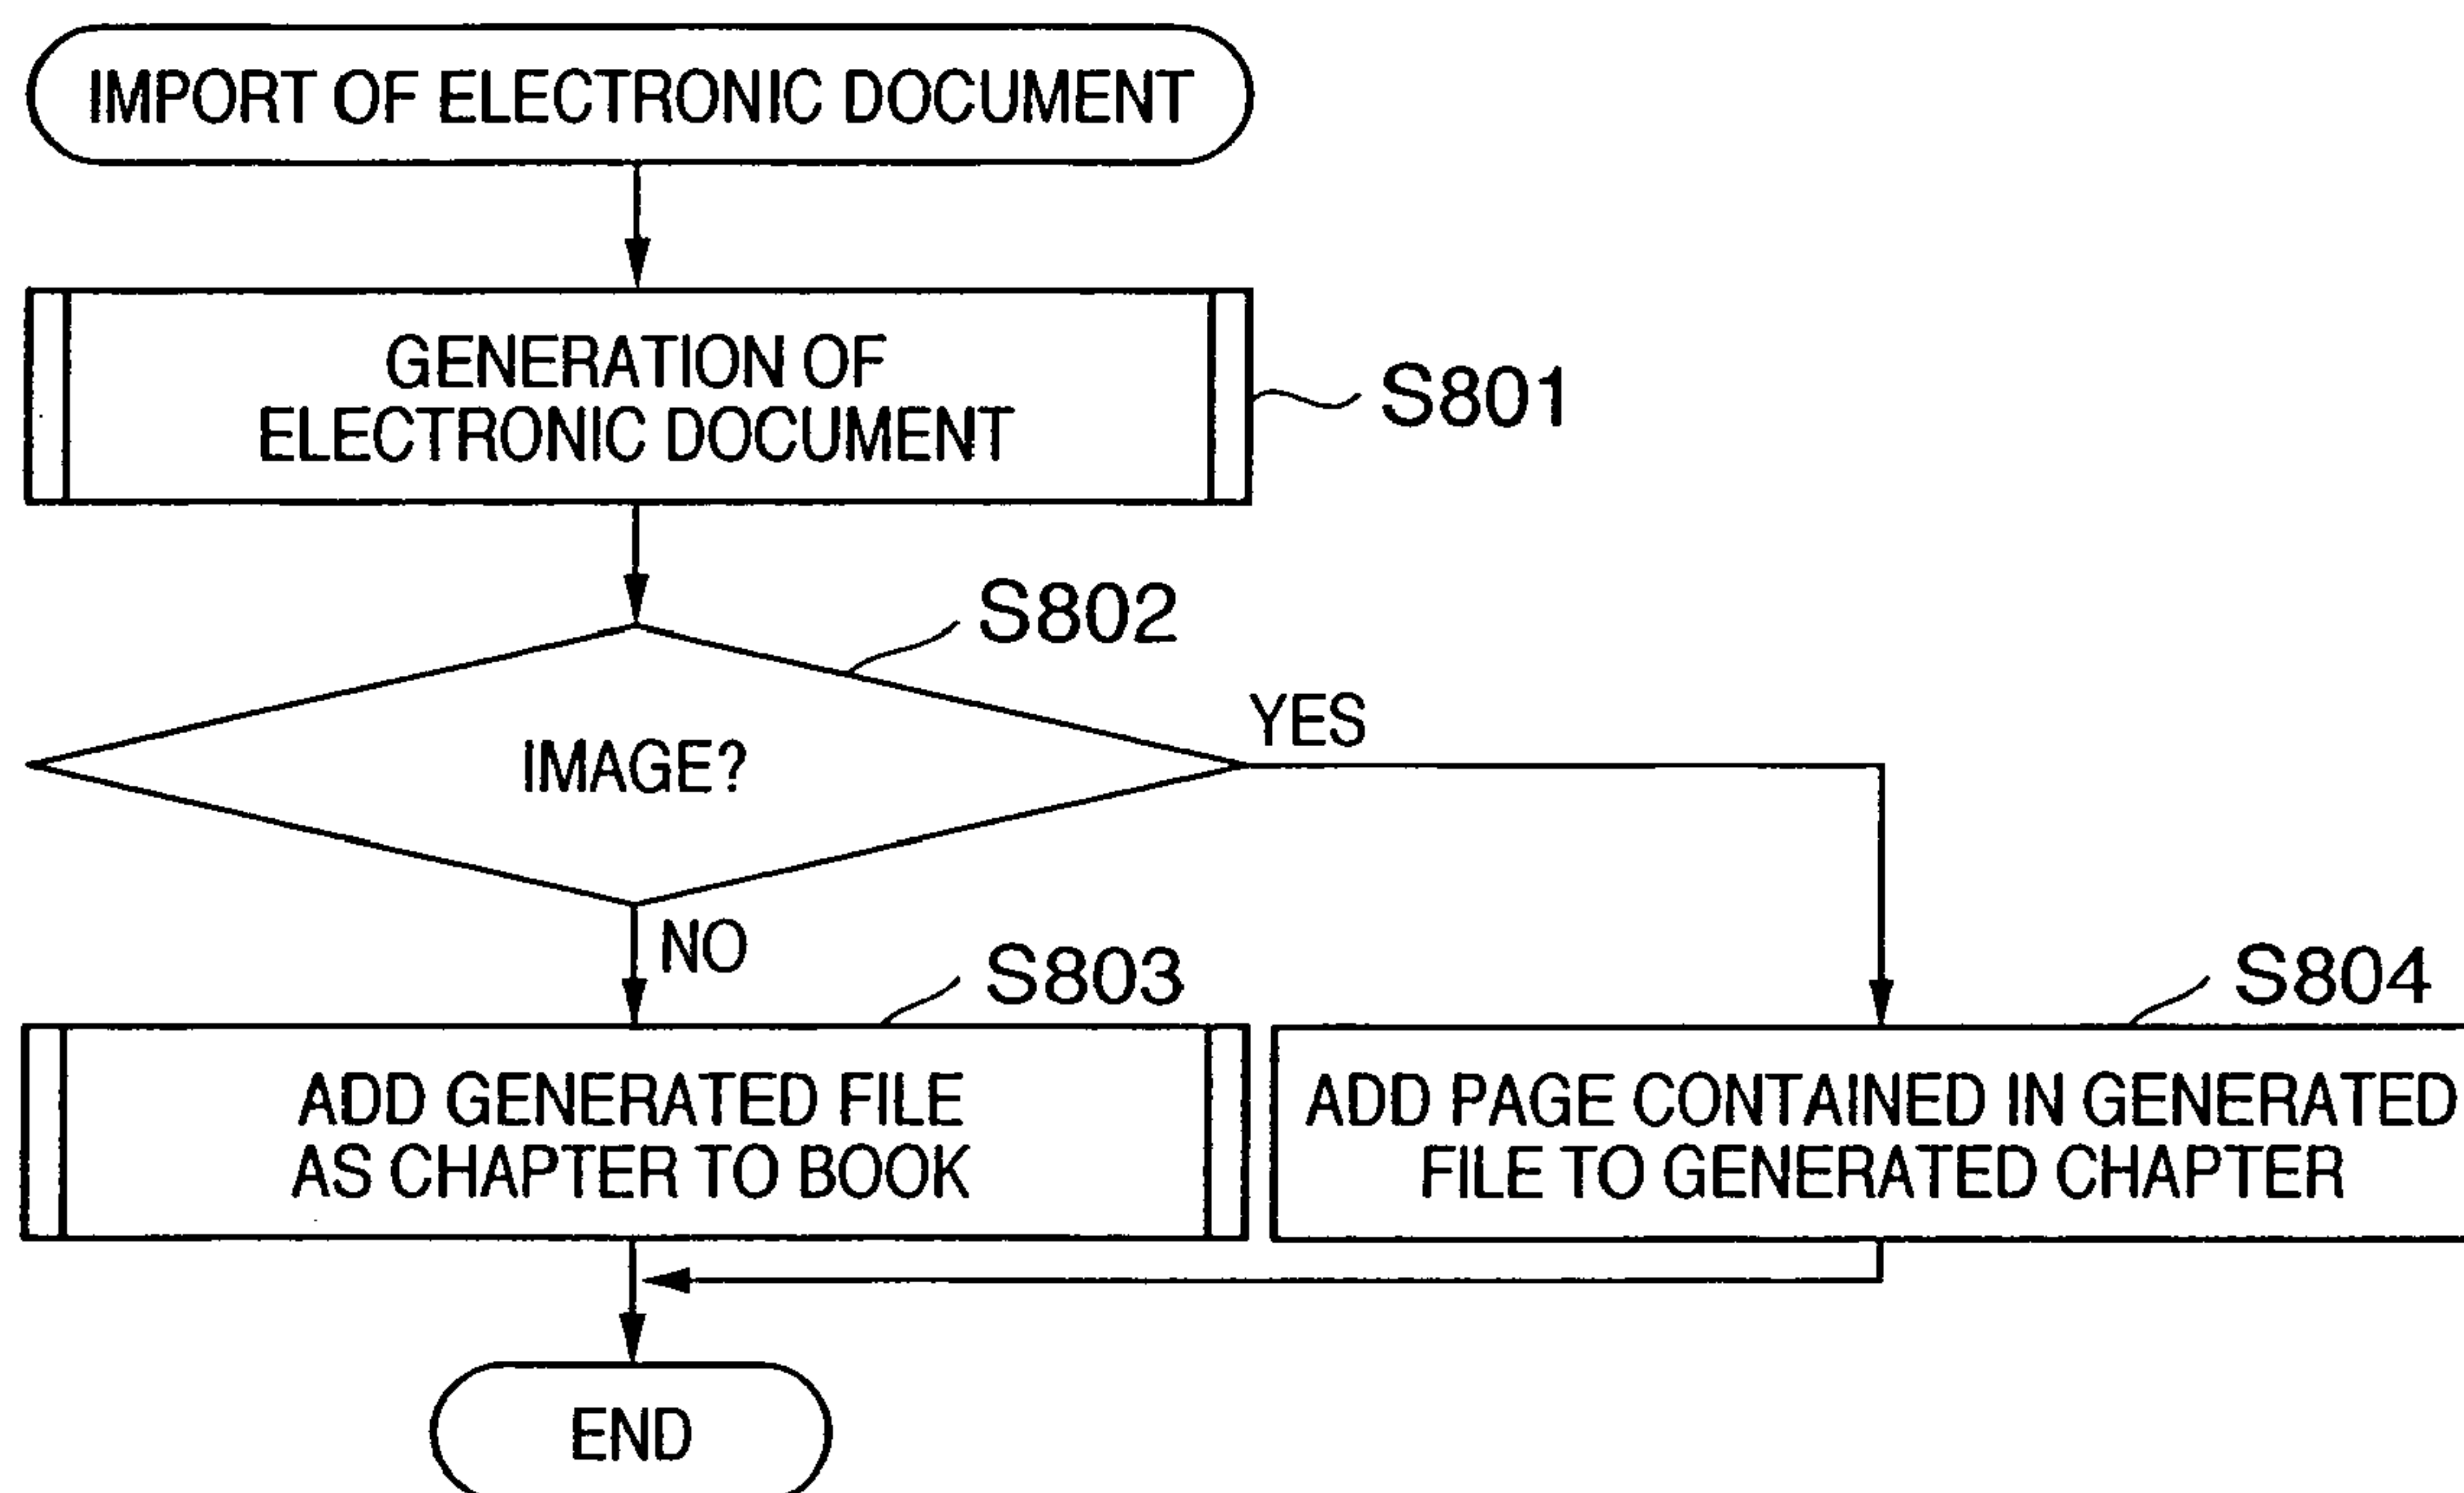 IMPORT OF ELECTRONIC DOCUMENT
GENERATION OF
ELECTRONIC DOCUMENT
S801
S802
IMAGE?
YES
NO
S803
S804
ADD GENERATED FILE
AS CHAPTER TO BOOK
ADD PAGE CONTAINED IN GENERATED
FILE TO GENERATED CHAPTER
END